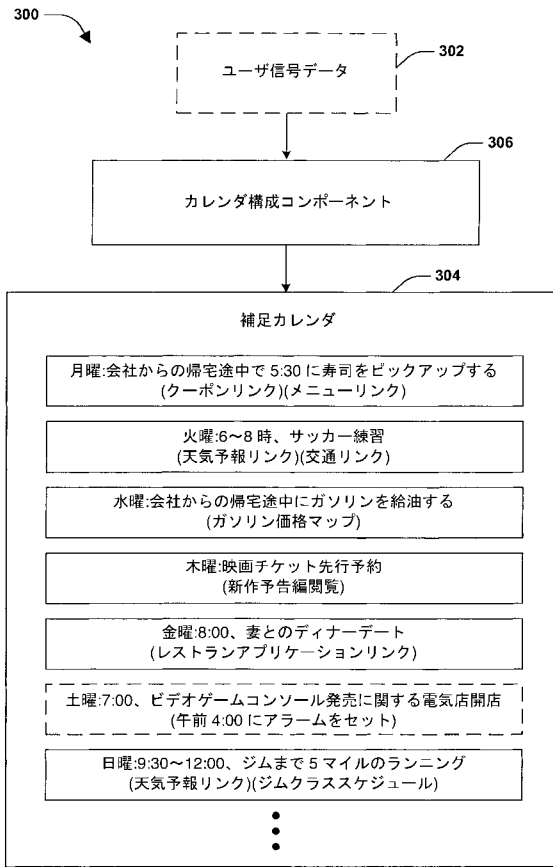 300
ユーザ信号データ
302
カレンダ構成コンポーネント
306
304
補足カレンダ
月曜:会社からの帰宅途中で 5:30 に寿司をピックアップする
(クーポンリンク)(メニューリンク)
火曜:6～8 時、サッカー練習
(天気予報リンク)(交通リンク)
水曜:会社からの帰宅途中にガソリンを給油する
(ガソリン価格マップ)
木曜:映画チケット先行予約
(新作予告編閲覧)
金曜:8:00、妻とのディナーデート
(レストランアプリケーションリンク)
土曜:7:00、ビデオゲームコンソール発売に関する電気店開店
(午前 4:00 にアラームをセット)
日曜:9:30～12:00、ジムまで 5 マイルのランニング
(天気予報リンク)(ジムクラススケジュール)